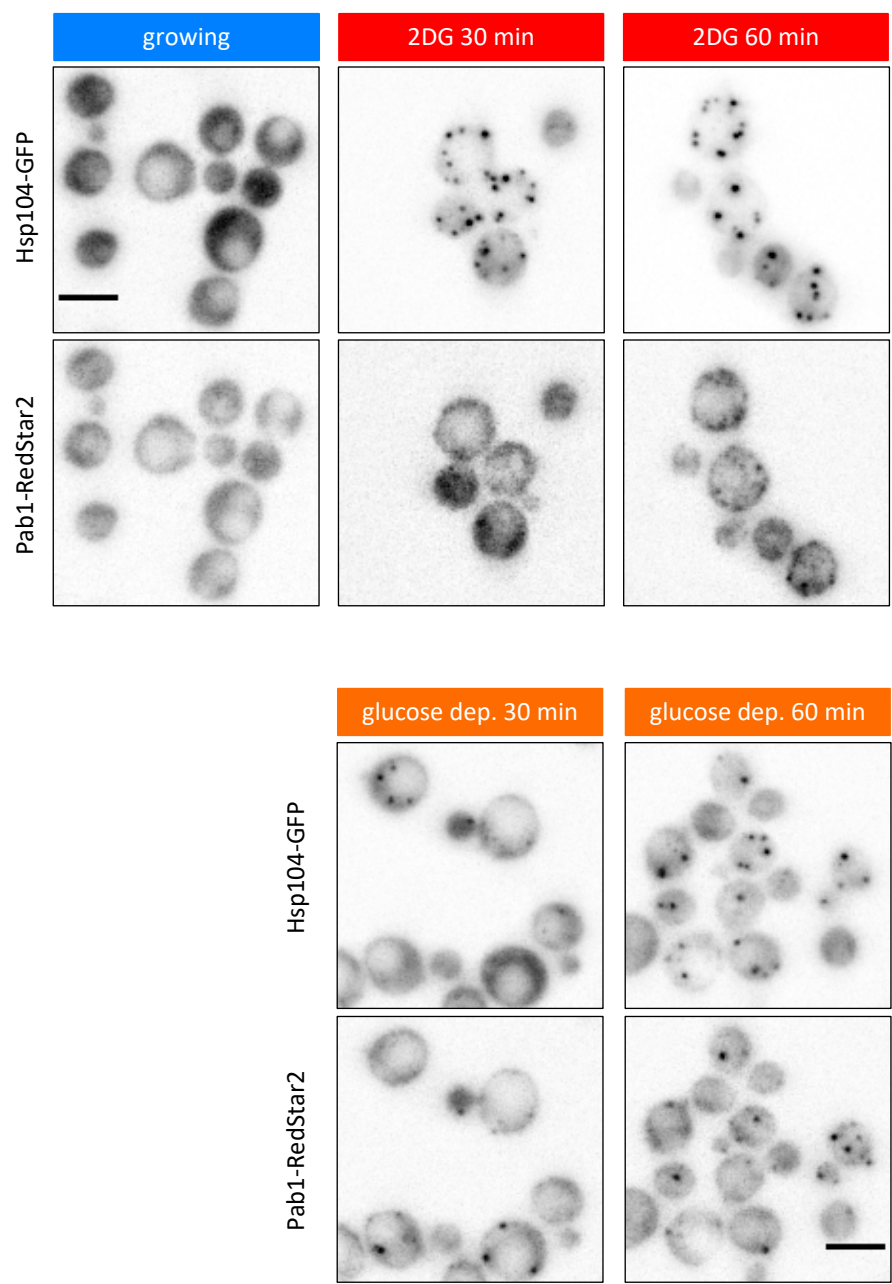 growing
2DG 30 min
2DG 60 min
Hsp104-GFP
Pab1-RedStar2
glucose dep. 30 min
glucose dep. 60 min
Hsp104-GFP
Pab1-RedStar2